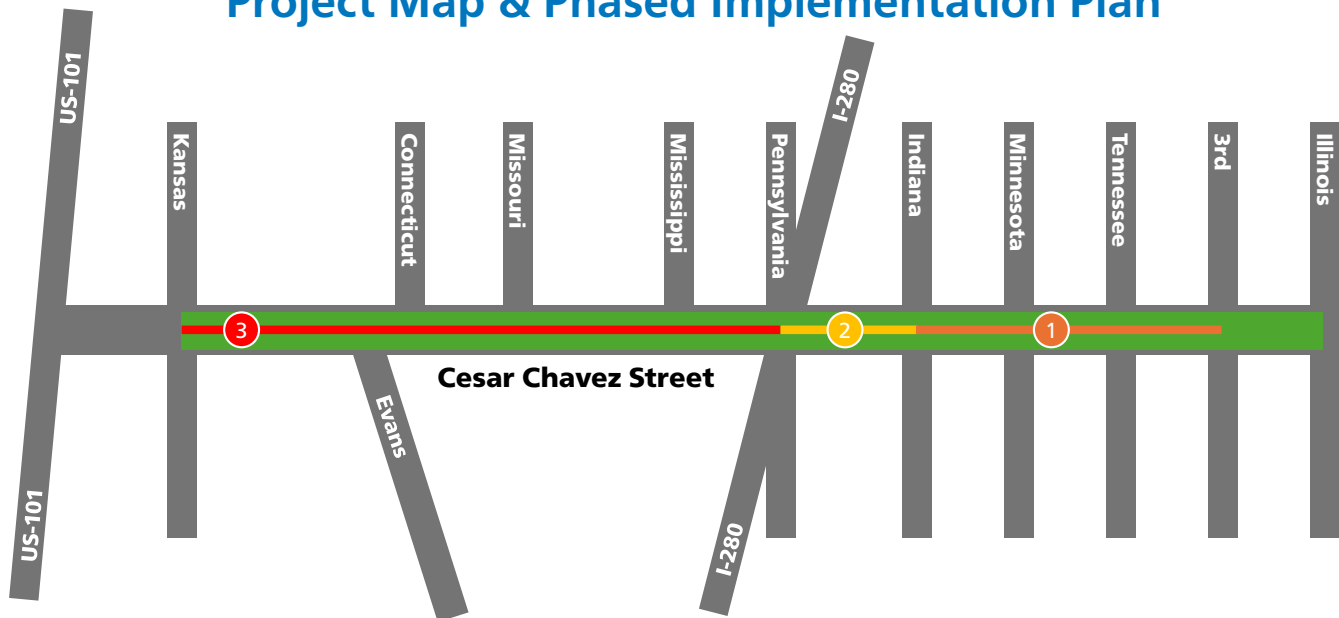 Project Map & Phased Implementation Plan
US-101
I-280
Kansas
Connecticut
Missouri
Mississippi
Pennsylvania
Indiana
Minnesota
Tennessee
3rd
Illinois
3
2
1
Cesar Chavez Street
Evans
US-101
I-280